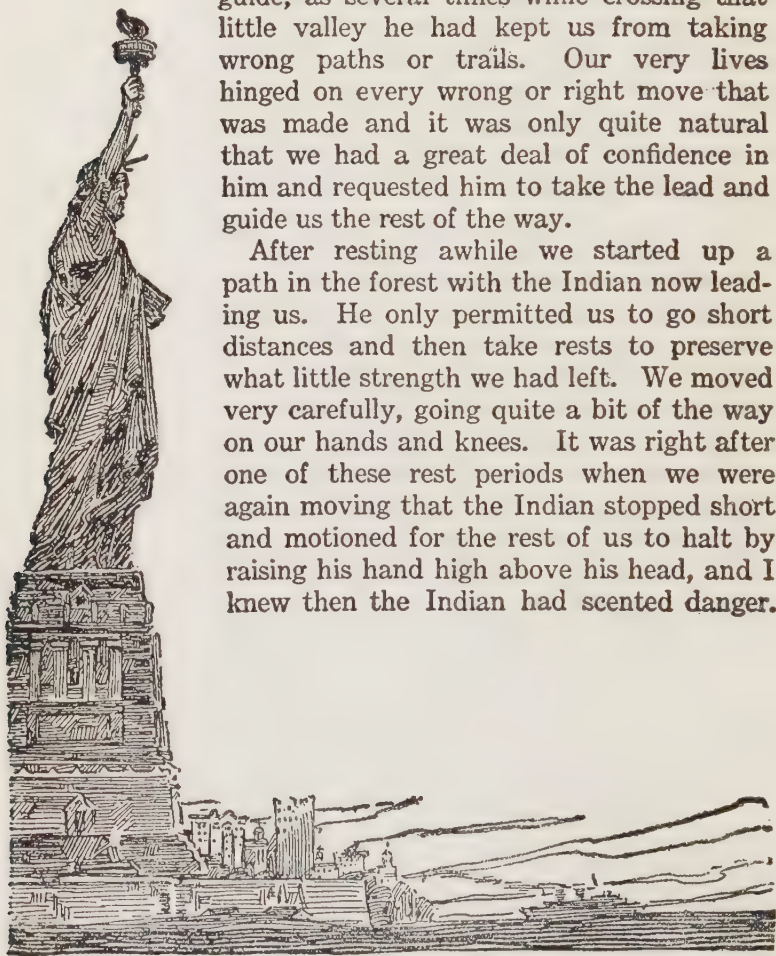 guide, as several times while crossing that
little valley he had kept us from taking
wrong paths or trails. Our very lives
hinged on every wrong or right move that
was made and it was only quite natural
that we had a great deal of confidence in
him and requested him to take the lead and
guide us the rest of the way.
After resting awhile we started up a
path in the forest with the Indian now lead-
ing us. He only permitted us to go short
distances and then take rests to preserve
what little strength we had left. We moved
very carefully, going quite a bit of the way
on our hands and knees. It was right after
one of these rest periods when we were
again moving that the Indian stopped short
and motioned for the rest of us to halt by
raising his hand high above his head, and I
knew then the Indian had scented danger.